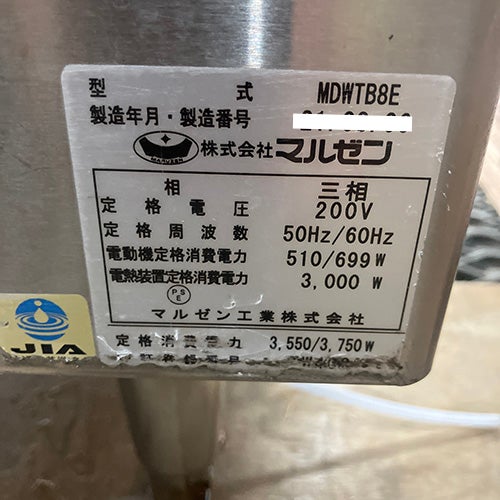 型式 MDWTB8E
製造年月・製造番号
MARUZEN 株式会社 マルゼン
相 三相
定格電圧 200V
定格周波数 50Hz/60Hz
電動機定格消費電力 510/699 W
電熱装置定格消費電力 3,000 W
PSE
マルゼン工業株式会社
定格消費電力 3,550/3,750 W
JIA